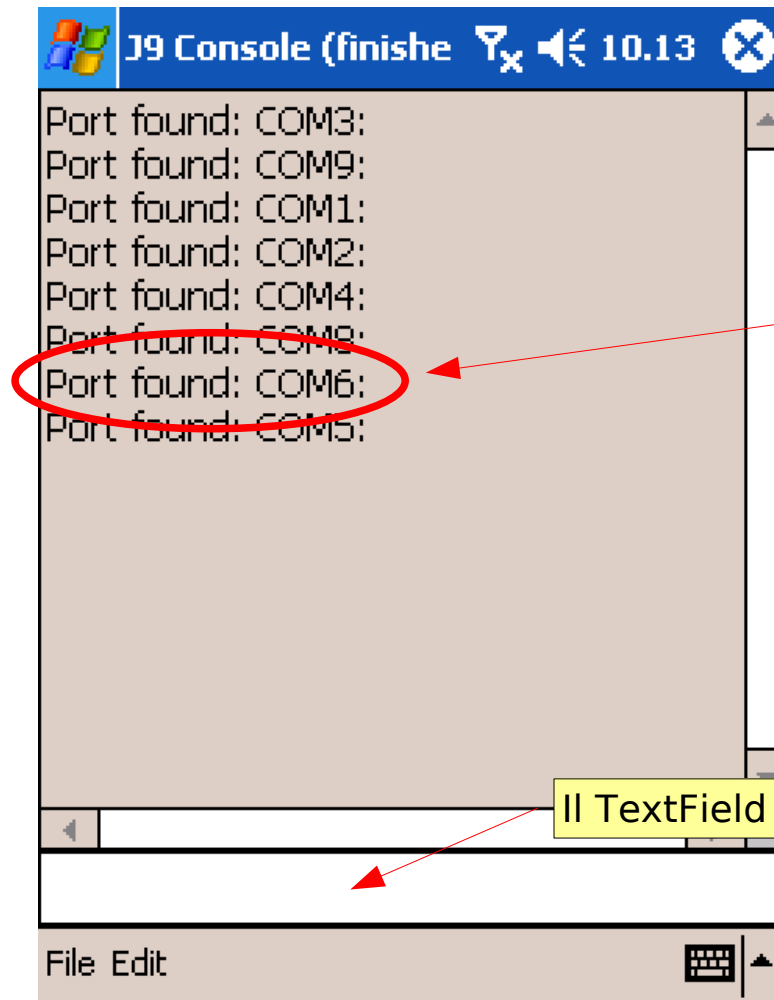 J9 Console (finishe 10.13
Port found: COM3:
Port found: COM9:
Port found: COM1:
Port found: COM2:
Port found: COM4:
Port found: COM8:
Port found: COM6:
Port found: COM5:
Il TextField
File Edit